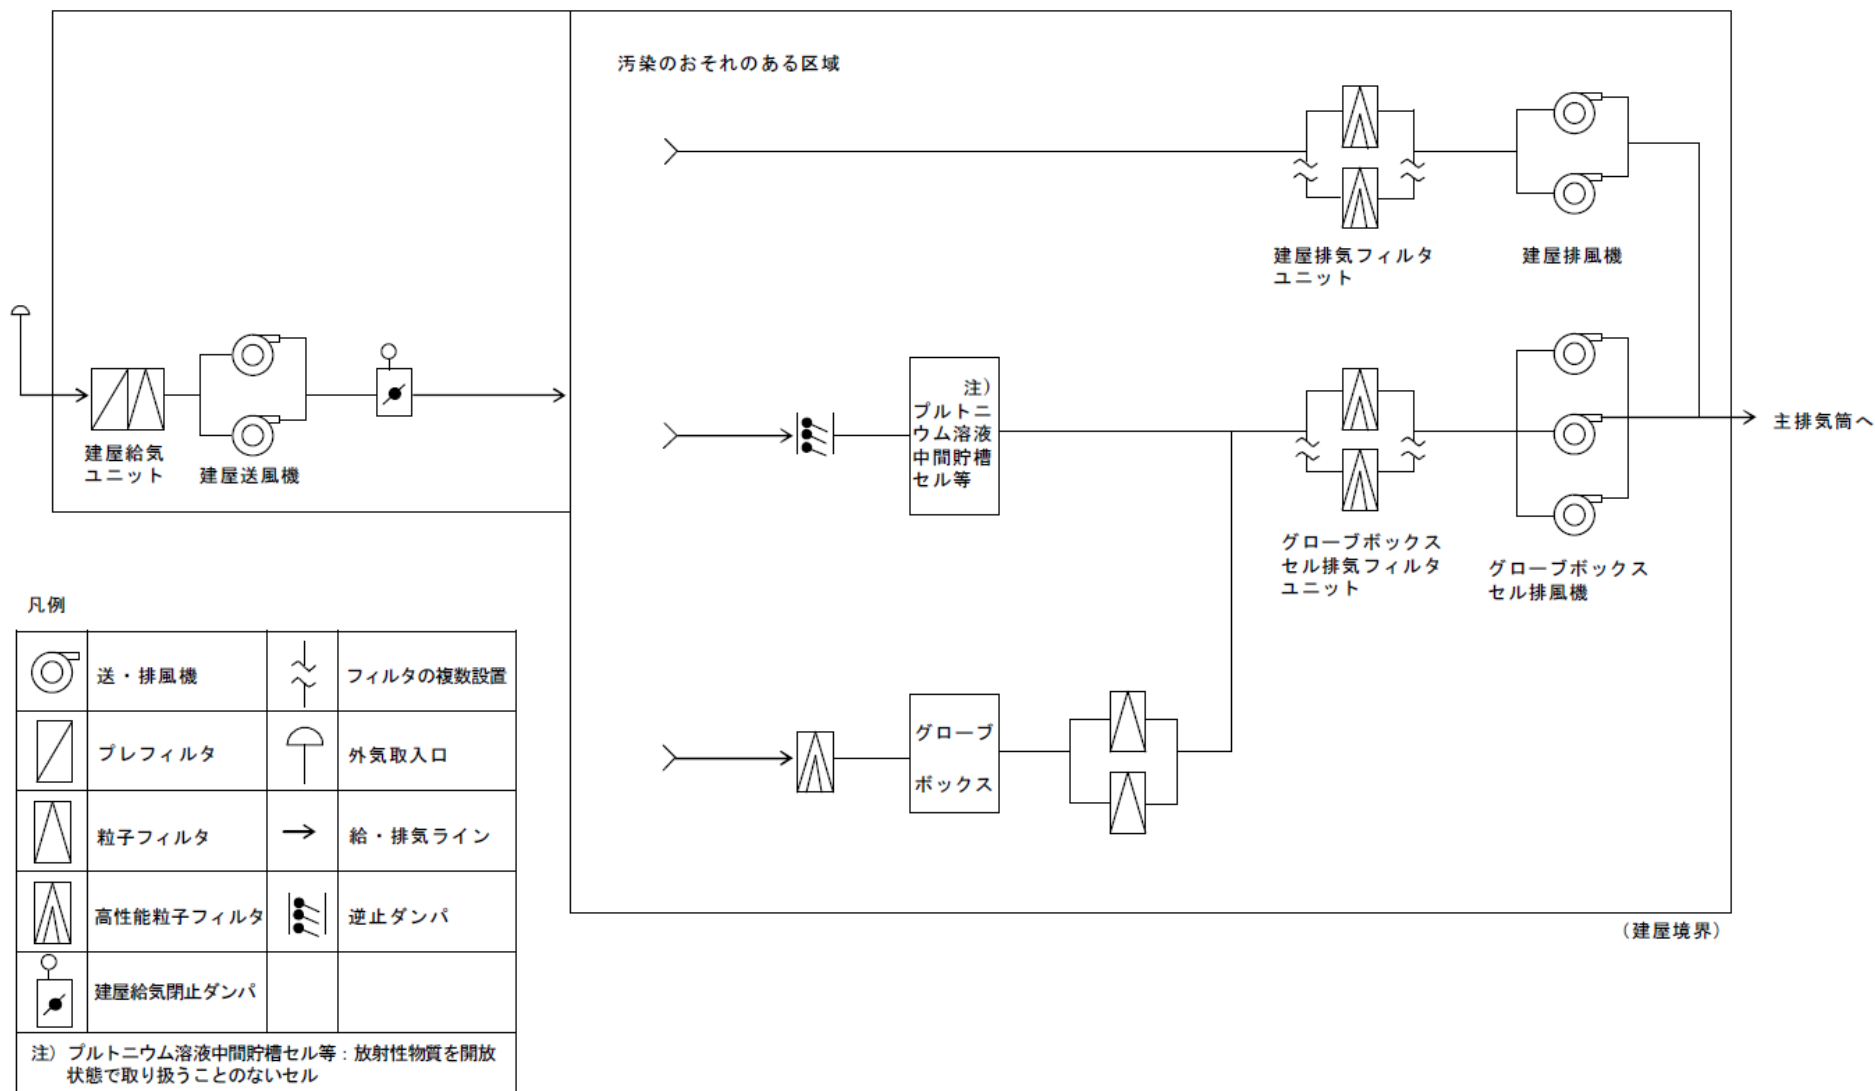 汚染のおそれのある区域
建屋排気フィルタ
ユニット
建屋排風機
建屋給気
ユニット
建屋送風機
注）
プルトニ
ウム溶液
中間貯槽
セル等
主排気筒へ
グローブボックス
セル排気フィルタ
ユニット
グローブボックス
セル排風機
グローブ
ボックス
（建屋境界）
凡例
送・排風機
フィルタの複数設置
プレフィルタ
外気取入口
粒子フィルタ
給・排気ライン
高性能粒子フィルタ
逆止ダンパ
建屋給気閉止ダンパ
注）プルトニウム溶液中間貯槽セル等：放射性物質を開放
状態で取り扱うことのないセル